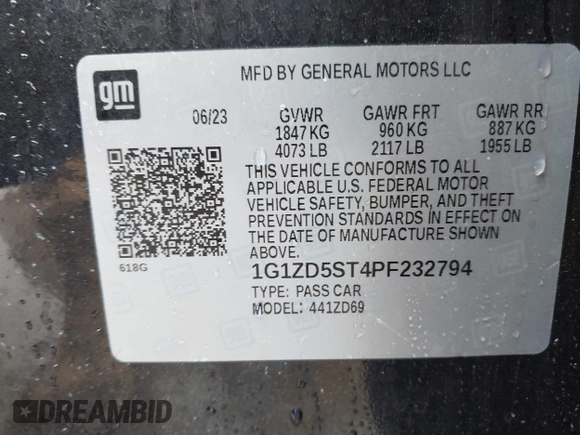 gm
MFD BY GENERAL MOTORS LLC
06/23 GVWR GAWR FRT GAWR RR
1847 KG 960 KG 887 KG
4073 LB 2117 LB 1955 LB
THIS VEHICLE CONFORMS TO ALL
APPLICABLE U.S. FEDERAL MOTOR
VEHICLE SAFETY, BUMPER, AND THEFT
PREVENTION STANDARDS IN EFFECT ON
THE DATE OF MANUFACTURE SHOWN
ABOVE.
618G
1G1ZD5ST4PF232794
TYPE: PASS CAR
MODEL: 441ZD69
DREAMBID